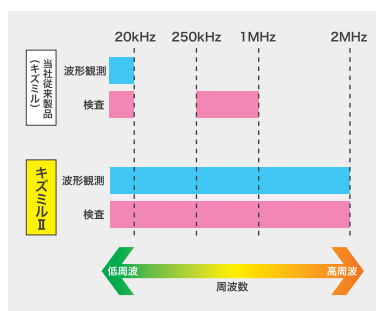 20kHz 250kHz 1MHz 2MHz
当社従来製品
(キズミル)
波形観測
検査
キズミルⅡ
波形観測
検査
低周波
高周波
周波数